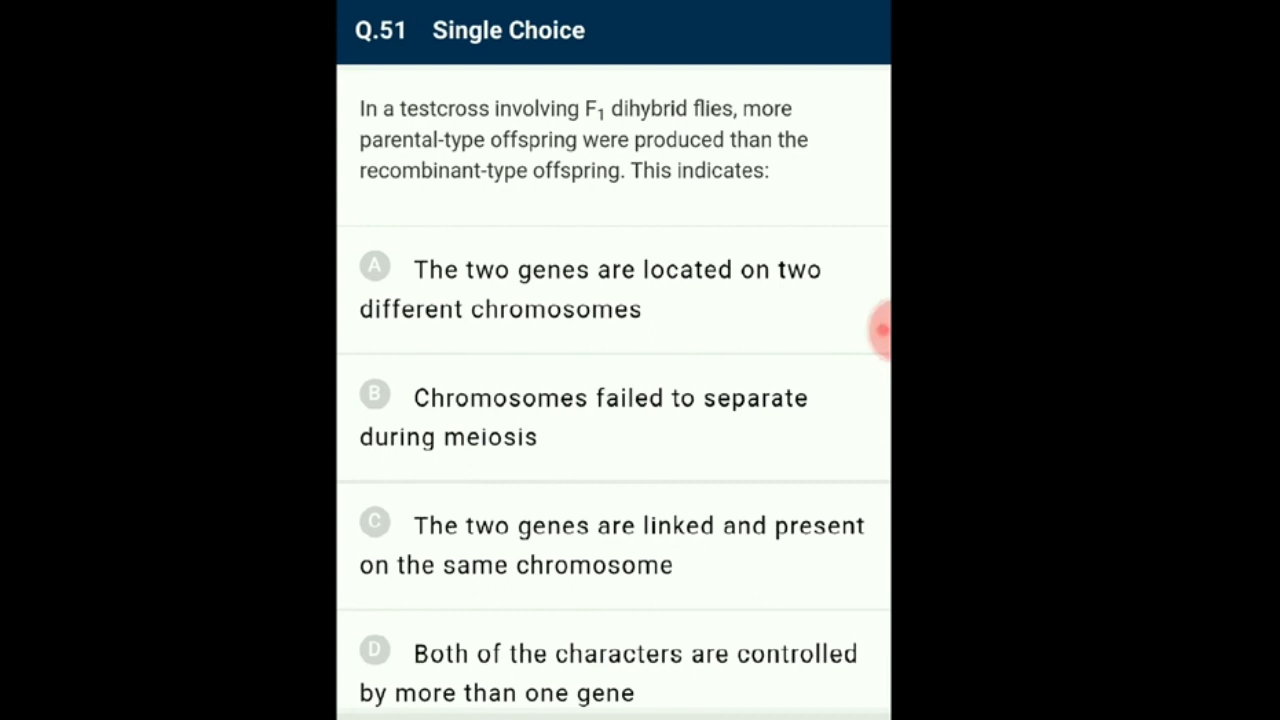 Q.51 Single Choice
In a testcross involving F₁ dihybrid flies, more
parental-type offspring were produced than the
recombinant-type offspring. This indicates:
A The two genes are located on two
different chromosomes
B Chromosomes failed to separate
during meiosis
C The two genes are linked and present
on the same chromosome
D Both of the characters are controlled
by more than one gene